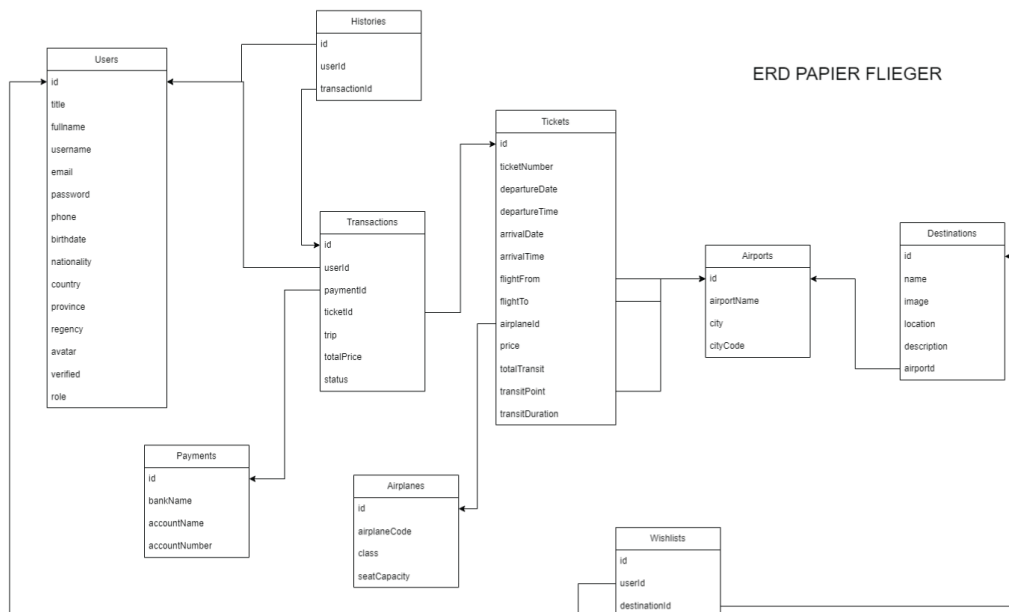 ERD PAPIER FLIEGER
Histories
id
userId
transactionId
Users
id
title
fullname
username
email
password
phone
birthdate
nationality
country
province
regency
avatar
verified
role
Tickets
id
ticketNumber
departureDate
departureTime
arrivalDate
arrivalTime
flightFrom
flightTo
airplaneId
price
totalTransit
transitPoint
transitDuration
Transactions
id
userId
paymentId
ticketId
trip
totalPrice
status
Airports
id
airportName
city
cityCode
Destinations
id
name
image
location
description
airportd
Payments
id
bankName
accountName
accountNumber
Airplanes
id
airplaneCode
class
seatCapacity
Wishlists
id
userId
destinationId